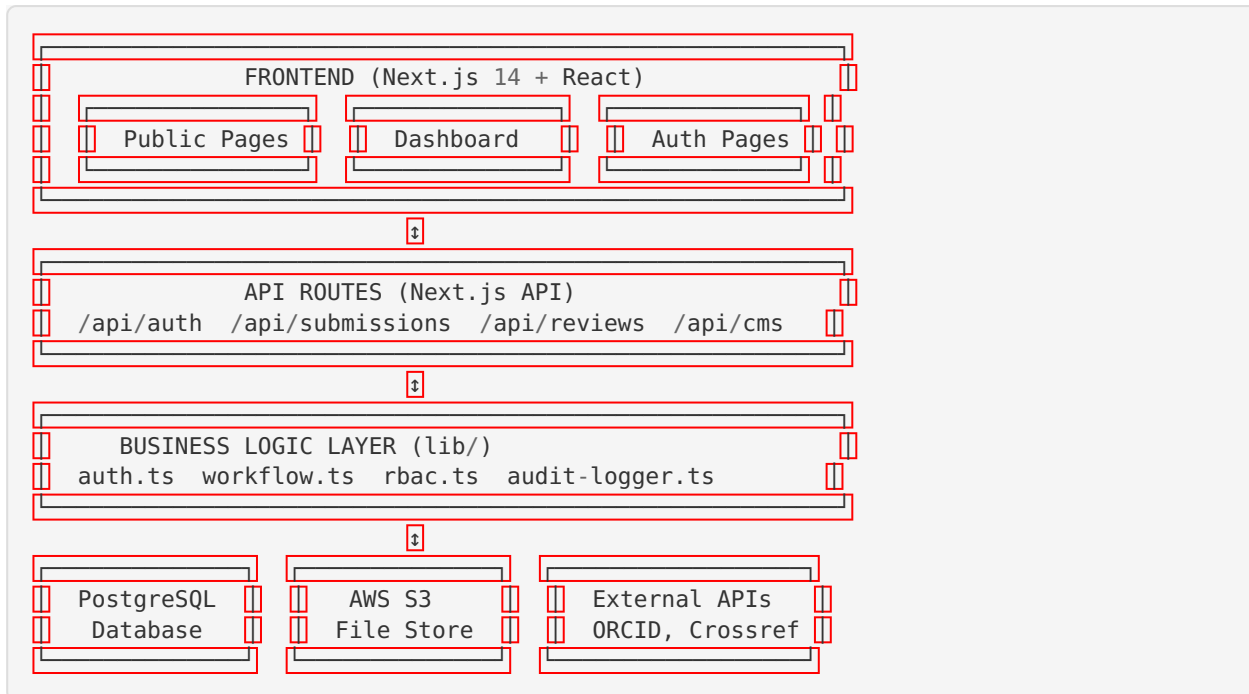 FRONTEND (Next.js 14 + React)
Public Pages Dashboard Auth Pages
↕
API ROUTES (Next.js API)
/api/auth /api/submissions /api/reviews /api/cms
↕
BUSINESS LOGIC LAYER (lib/)
auth.ts workflow.ts rbac.ts audit-logger.ts
↕
PostgreSQL AWS S3 External APIs
Database File Store ORCID, Crossref